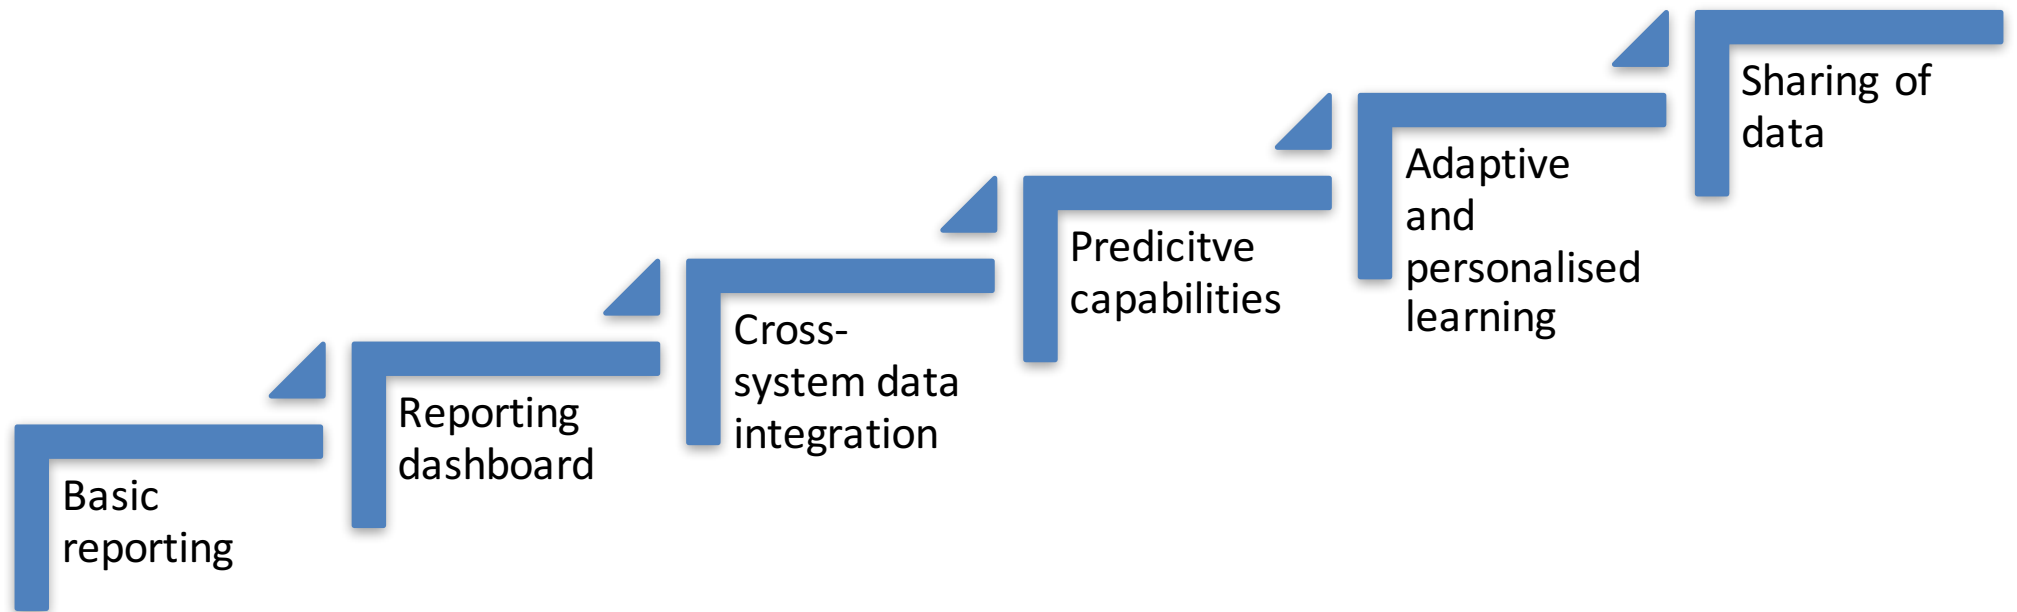 Basic
reporting
Reporting
dashboard
Cross-
system data
integration
Predicitve
capabilities
Adaptive
and
personalised
learning
Sharing of
data